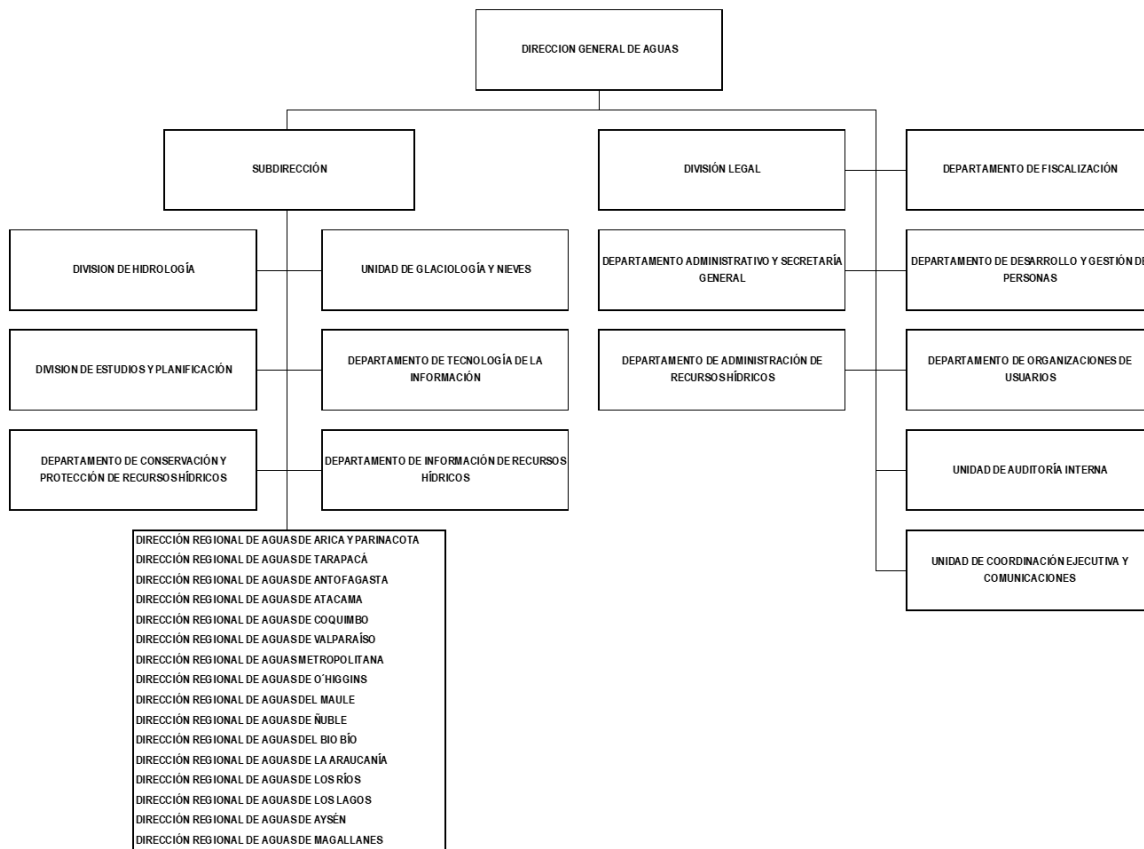 DIRECCION GENERAL DE AGUAS
SUBDIRECCIÓN
DIVISIÓN LEGAL
DEPARTAMENTO DE FISCALIZACIÓN
DIVISION DE HIDROLOGÍA
UNIDAD DE GLACIOLOGÍA Y NIEVES
DEPARTAMENTO ADMINISTRATIVO Y SECRETARÍA
GENERAL
DEPARTAMENTO DE DESARROLLO Y GESTIÓN DE
PERSONAS
DIVISION DE ESTUDIOS Y PLANIFICACIÓN
DEPARTAMENTO DE TECNOLOGÍA DE LA
INFORMACIÓN
DEPARTAMENTO DE ADMINISTRACIÓN DE
RECURSOS HÍDRICOS
DEPARTAMENTO DE ORGANIZACIONES DE
USUARIOS
DEPARTAMENTO DE CONSERVACIÓN Y
PROTECCIÓN DE RECURSOS HÍDRICOS
DEPARTAMENTO DE INFORMACIÓN DE RECURSOS
HÍDRICOS
UNIDAD DE AUDITORÍA INTERNA
UNIDAD DE COORDINACIÓN EJECUTIVA Y
COMUNICACIONES
DIRECCIÓN REGIONAL DE AGUAS DE ARICA Y PARINACOTA
DIRECCIÓN REGIONAL DE AGUAS DE TARAPACÁ
DIRECCIÓN REGIONAL DE AGUAS DE ANTOFAGASTA
DIRECCIÓN REGIONAL DE AGUAS DE ATACAMA
DIRECCIÓN REGIONAL DE AGUAS DE COQUIMBO
DIRECCIÓN REGIONAL DE AGUAS DE VALPARAÍSO
DIRECCIÓN REGIONAL DE AGUAS METROPOLITANA
DIRECCIÓN REGIONAL DE AGUAS DE O´HIGGINS
DIRECCIÓN REGIONAL DE AGUAS DEL MAULE
DIRECCIÓN REGIONAL DE AGUAS DE ÑUBLE
DIRECCIÓN REGIONAL DE AGUAS DEL BIO BÍO
DIRECCIÓN REGIONAL DE AGUAS DE LA ARAUCANÍA
DIRECCIÓN REGIONAL DE AGUAS DE LOS RÍOS
DIRECCIÓN REGIONAL DE AGUAS DE LOS LAGOS
DIRECCIÓN REGIONAL DE AGUAS DE AYSÉN
DIRECCIÓN REGIONAL DE AGUAS DE MAGALLANES